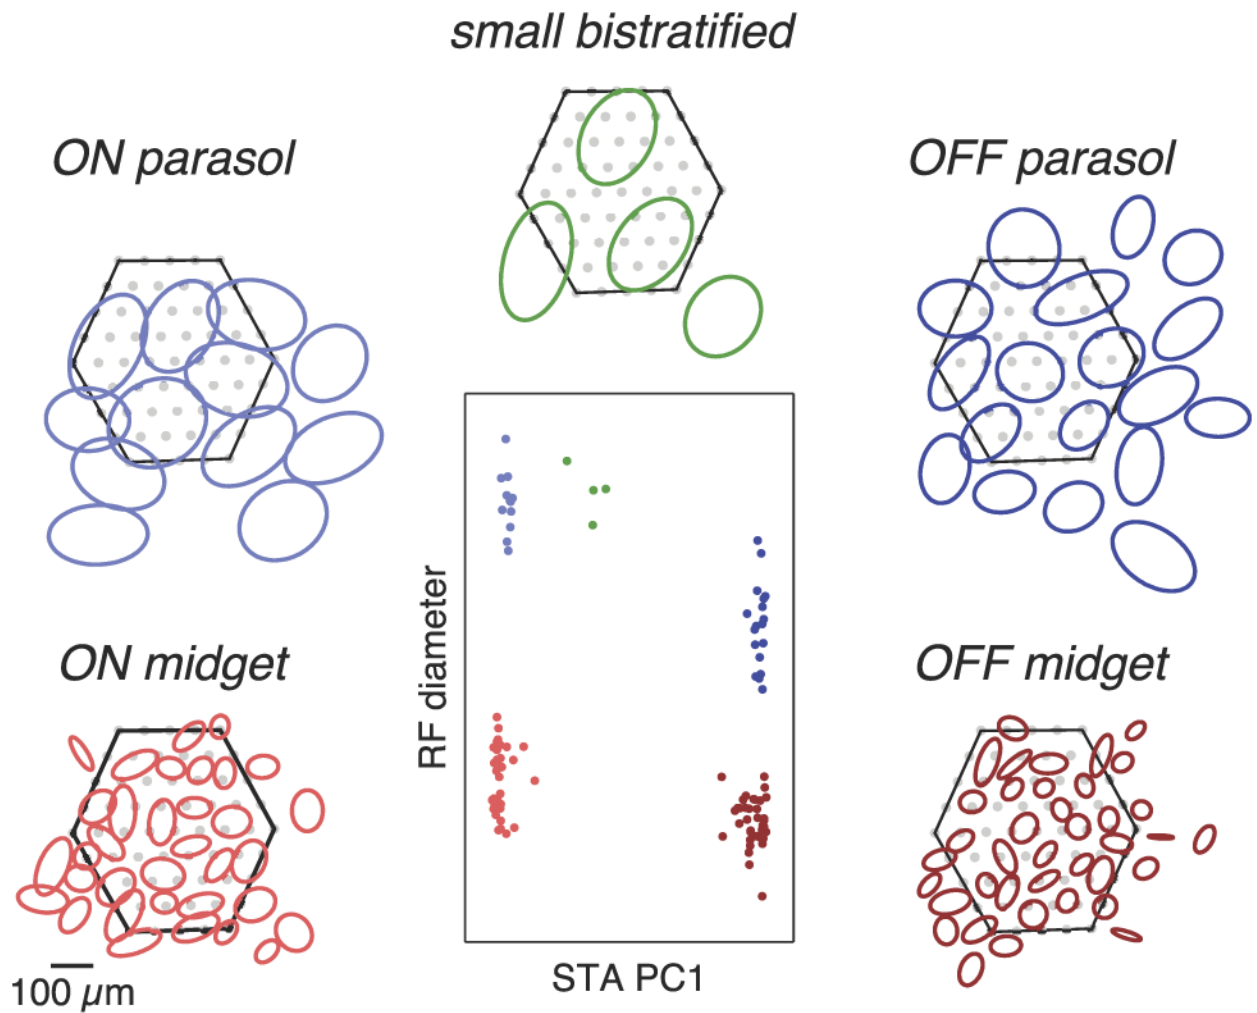 small bistratified
ON parasol
OFF parasol
RF diameter
ON midget
OFF midget
STA PC1
100 µm